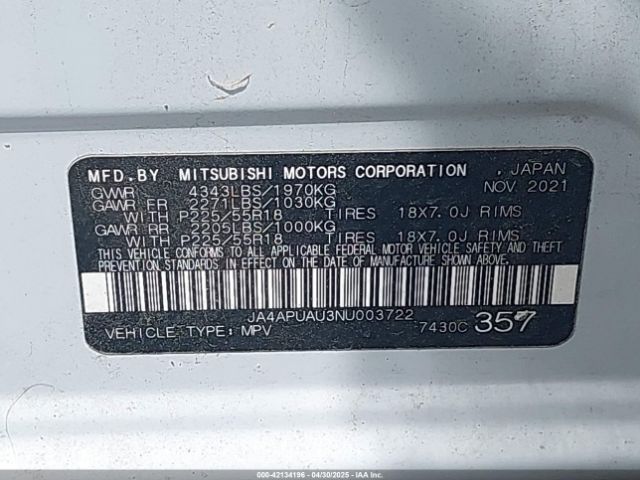 MFD.BY MITSUBISHI MOTORS CORPORATION , JAPAN
GVWR 4343LBS/1970KG NOV 2021
GAWR FR 2271LBS/1030KG
WITH P225/55R18 TIRES 18X7.0J RIMS
GAWR RR 2205LBS/1000KG
WITH P225/55R18 TIRES 18X7.0J RIMS
THIS VEHICLE CONFORMS TO ALL APPLICABLE FEDERAL MOTOR VEHICLE SAFETY AND THEFT
PREVENTION STANDARDS IN EFFECT ON THE DATE OF MANUFACTURE SHOWN ABOVE.
JA4APUAU3NU003722
VEHICLE TYPE: MPV 7430C 357
000-42134196 - 04/30/2025 - IAAI Corp.